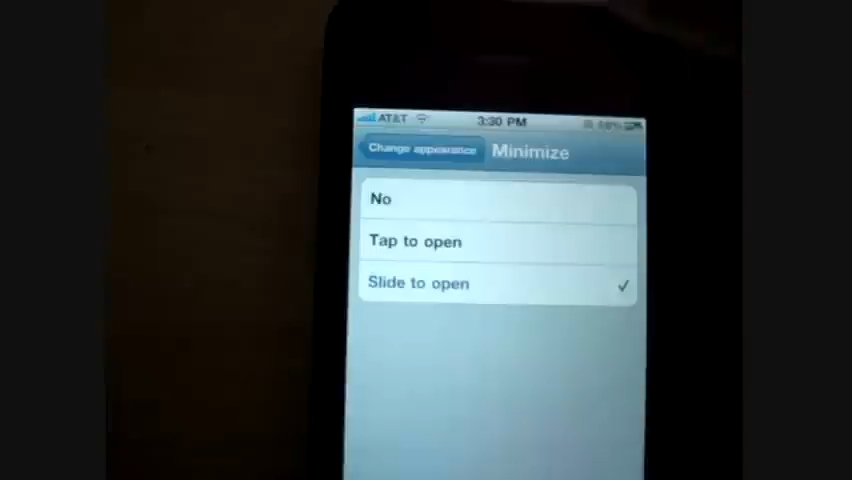 AT&T 3:30 PM
Change appearance Minimize
No
Tap to open
Slide to open